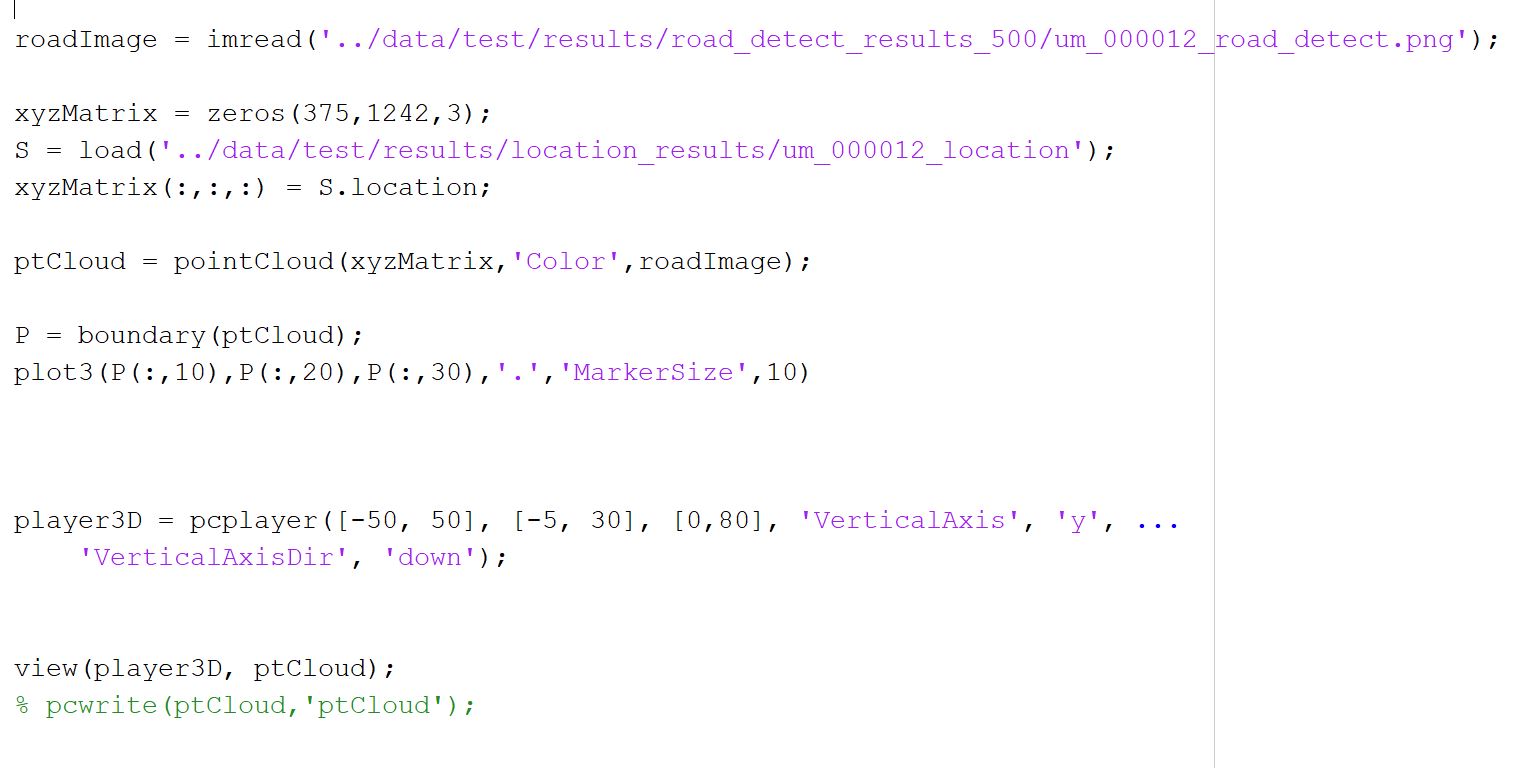 roadImage = imread('../data/test/results/road_detect_results_500/um_000012_road_detect.png');
xyzMatrix = zeros(375,1242,3);
S = load('../data/test/results/location_results/um_000012_location');
xyzMatrix(:,:,:) = S.location;
ptCloud = pointCloud(xyzMatrix,'Color',roadImage);
P = boundary(ptCloud);
plot3(P(:,10),P(:,20),P(:,30),'.','MarkerSize',10)
player3D = pcplayer([-50, 50], [-5, 30], [0,80], 'VerticalAxis', 'y', ...
'VerticalAxisDir', 'down');
view(player3D, ptCloud);
% pcwrite(ptCloud,'ptCloud');